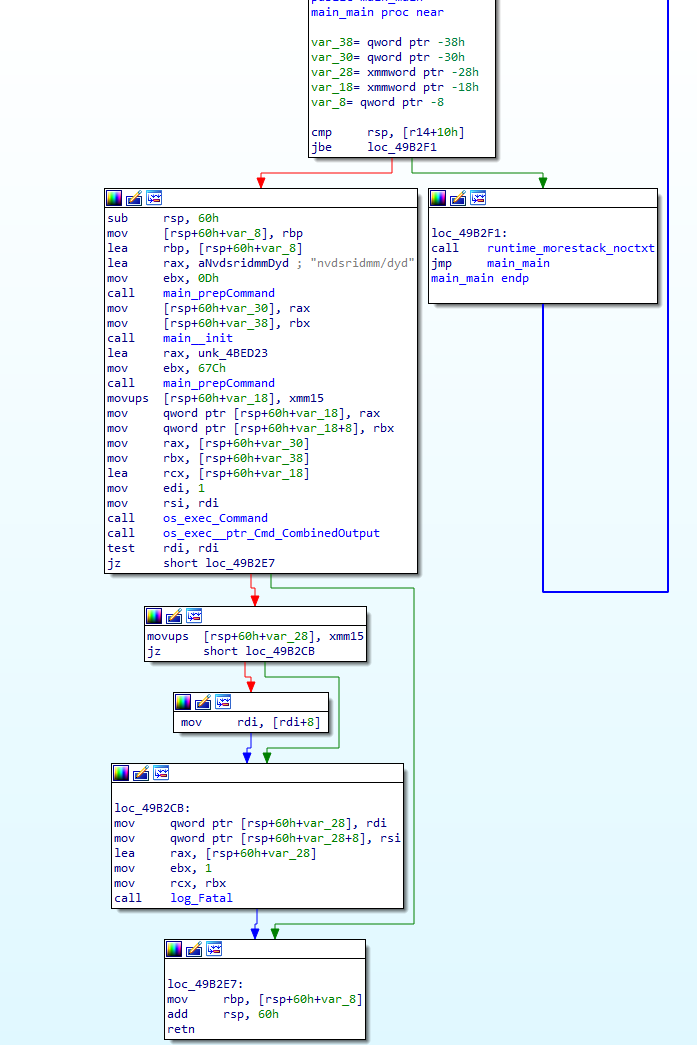 main_main proc near
var_38= qword ptr -38h
var_30= qword ptr -30h
var_28= xmmword ptr -28h
var_18= xmmword ptr -18h
var_8= qword ptr -8
cmp rsp, [r14+10h]
jbe loc_49B2F1
sub rsp, 60h
mov [rsp+60h+var_8], rbp
lea rbp, [rsp+60h+var_8]
lea rax, aNvdsridmmDyd ; "nvdsridmm/dyd"
mov ebx, 0Dh
call main_prepCommand
mov [rsp+60h+var_30], rax
mov [rsp+60h+var_38], rbx
call main__init
lea rax, unk_4BED23
mov ebx, 67Ch
call main_prepCommand
movups [rsp+60h+var_18], xmm15
mov qword ptr [rsp+60h+var_18], rax
mov qword ptr [rsp+60h+var_18+8], rbx
mov rax, [rsp+60h+var_30]
mov rbx, [rsp+60h+var_38]
lea rcx, [rsp+60h+var_18]
mov edi, 1
mov rsi, rdi
call os_exec_Command
call os_exec__ptr_Cmd_CombinedOutput
test rdi, rdi
jz short loc_49B2E7
loc_49B2F1:
call runtime_morestack_noctxt
jmp main_main
main_main endp
movups [rsp+60h+var_28], xmm15
jz short loc_49B2CB
mov rdi, [rdi+8]
loc_49B2CB:
mov qword ptr [rsp+60h+var_28], rdi
mov qword ptr [rsp+60h+var_28+8], rsi
lea rax, [rsp+60h+var_28]
mov ebx, 1
mov rcx, rbx
call log_Fatal
loc_49B2E7:
mov rbp, [rsp+60h+var_8]
add rsp, 60h
retn